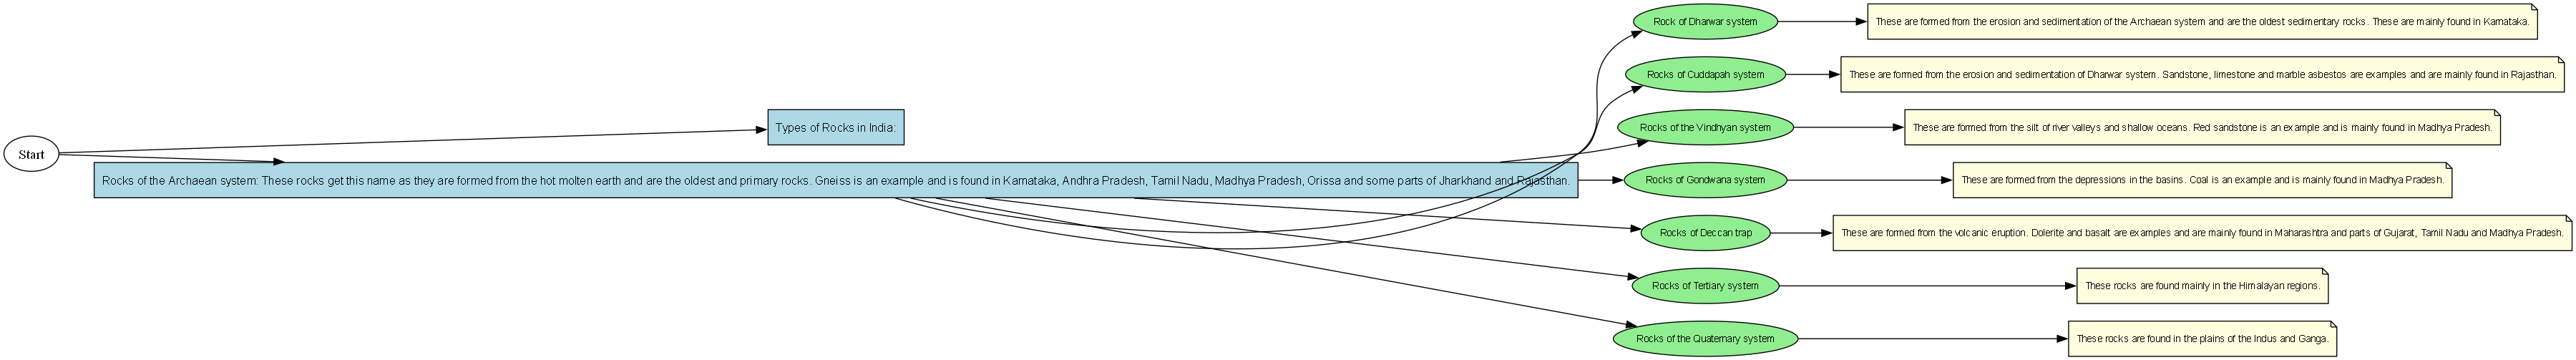 Start
Types of Rocks in India:
Rocks of the Archaean system: These rocks get this name as they are formed from the hot molten earth and are the oldest and primary rocks. Gneiss is an example and is found in Karnataka, Andhra Pradesh, Tamil Nadu, Madhya Pradesh, Orissa and some parts of Jharkhand and Rajasthan.
Rock of Dharwar system
These are formed from the erosion and sedimentation of the Archaean system and are the oldest sedimentary rocks. These are mainly found in Karnataka.
Rocks of Cuddapah system
These are formed from the erosion and sedimentation of Dharwar system. Sandstone, limestone and marble asbestos are examples and are mainly found in Rajasthan.
Rocks of the Vindhyan system
These are formed from the silt of river valleys and shallow oceans. Red sandstone is an example and is mainly found in Madhya Pradesh.
Rocks of Gondwana system
These are formed from the depressions in the basins. Coal is an example and is mainly found in Madhya Pradesh.
Rocks of Deccan trap
These are formed from the volcanic eruption. Dolerite and basalt are examples and are mainly found in Maharashtra and parts of Gujarat, Tamil Nadu and Madhya Pradesh.
Rocks of Tertiary system
These rocks are found mainly in the Himalayan regions.
Rocks of the Quaternary system
These rocks are found in the plains of the Indus and Ganga.